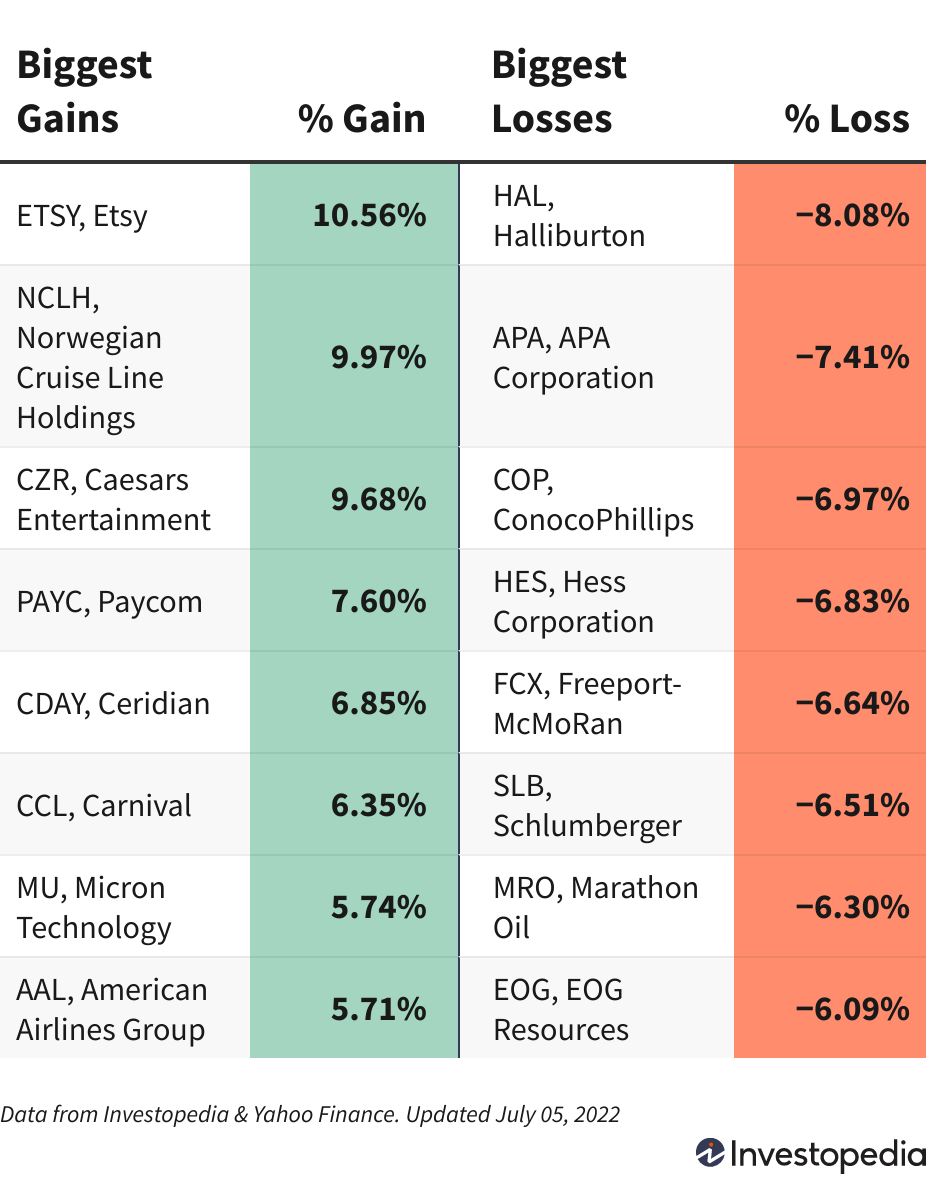 Biggest
Gains
% Gain
Biggest
Losses
% Loss
ETSY, Etsy
10.56%
HAL,
Halliburton
−8.08%
NCLH,
Norwegian
Cruise Line
Holdings
9.97%
APA, APA
Corporation
−7.41%
CZR, Caesars
Entertainment
9.68%
COP,
ConocoPhillips
−6.97%
PAYC, Paycom
7.60%
HES, Hess
Corporation
−6.83%
CDAY, Ceridian
6.85%
FCX, Freeport-
McMoRan
−6.64%
CCL, Carnival
6.35%
SLB,
Schlumberger
−6.51%
MU, Micron
Technology
5.74%
MRO, Marathon
Oil
−6.30%
AAL, American
Airlines Group
5.71%
EOG, EOG
Resources
−6.09%
Data from Investopedia & Yahoo Finance. Updated July 05, 2022
Investopedia